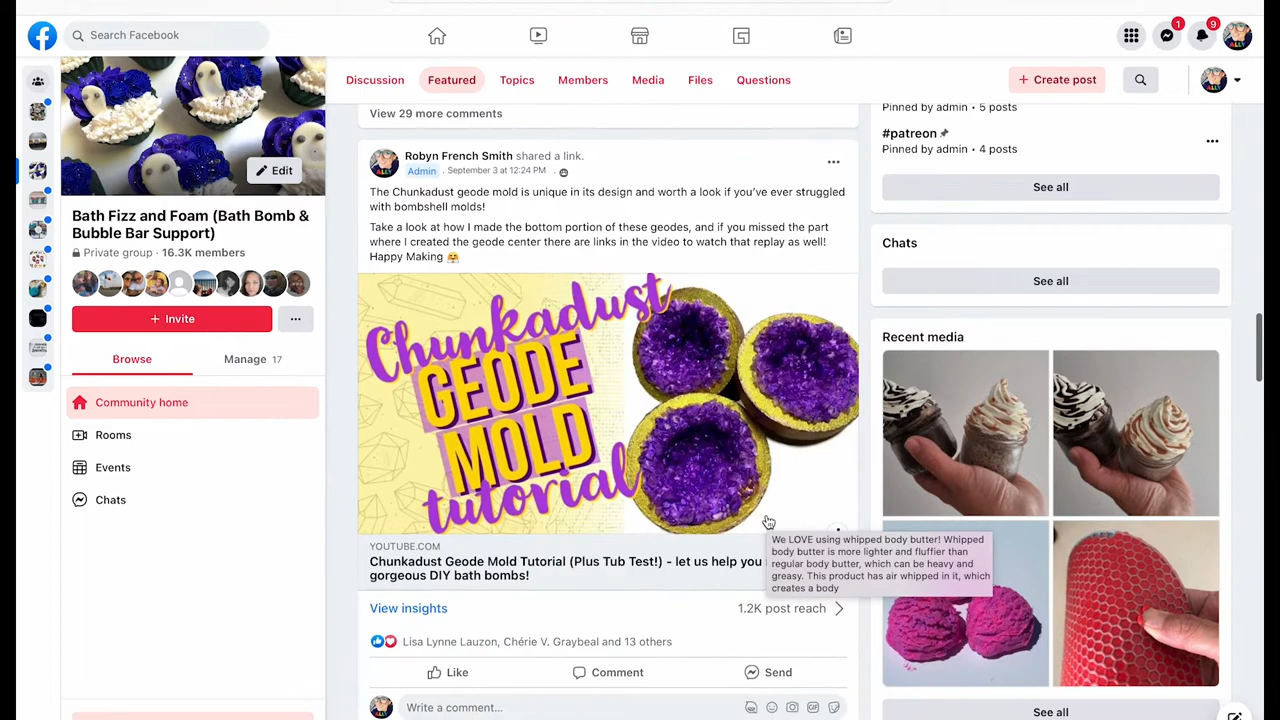 Search Facebook
1
9
ALLY
Discussion
Featured
Topics
Members
Media
Files
Questions
+ Create post
ALLY
Edit
Bath Fizz and Foam (Bath Bomb &
Bubble Bar Support)
Private group · 16.3K members
+ Invite
Browse
Manage 17
Community home
Rooms
Events
Chats
View 29 more comments
Robyn French Smith shared a link.
Admin · September 3 at 12:24 PM ·
The Chunkadust geode mold is unique in its design and worth a look if you've ever struggled
with bombshell molds!
Take a look at how I made the bottom portion of these geodes, and if you missed the part
where I created the geode center there are links in the video to watch that replay as well!
Happy Making 🤗
Chunkadust
GEODE
MOLD
tutorial
YOUTUBE.COM
Chunkadust Geode Mold Tutorial (Plus Tub Test!) - let us help you
gorgeous DIY bath bombs!
We LOVE using whipped body butter! Whipped
body butter is more lighter and fluffier than
regular body butter, which can be heavy and
greasy. This product has air whipped in it, which
creates a body
View insights
1.2K post reach
Lisa Lynne Lauzon, Chérie V. Graybeal and 13 others
Like
Comment
Send
Write a comment...
GIF
Pinned by admin · 5 posts
#patreon
Pinned by admin · 4 posts
See all
Chats
See all
Recent media
See all